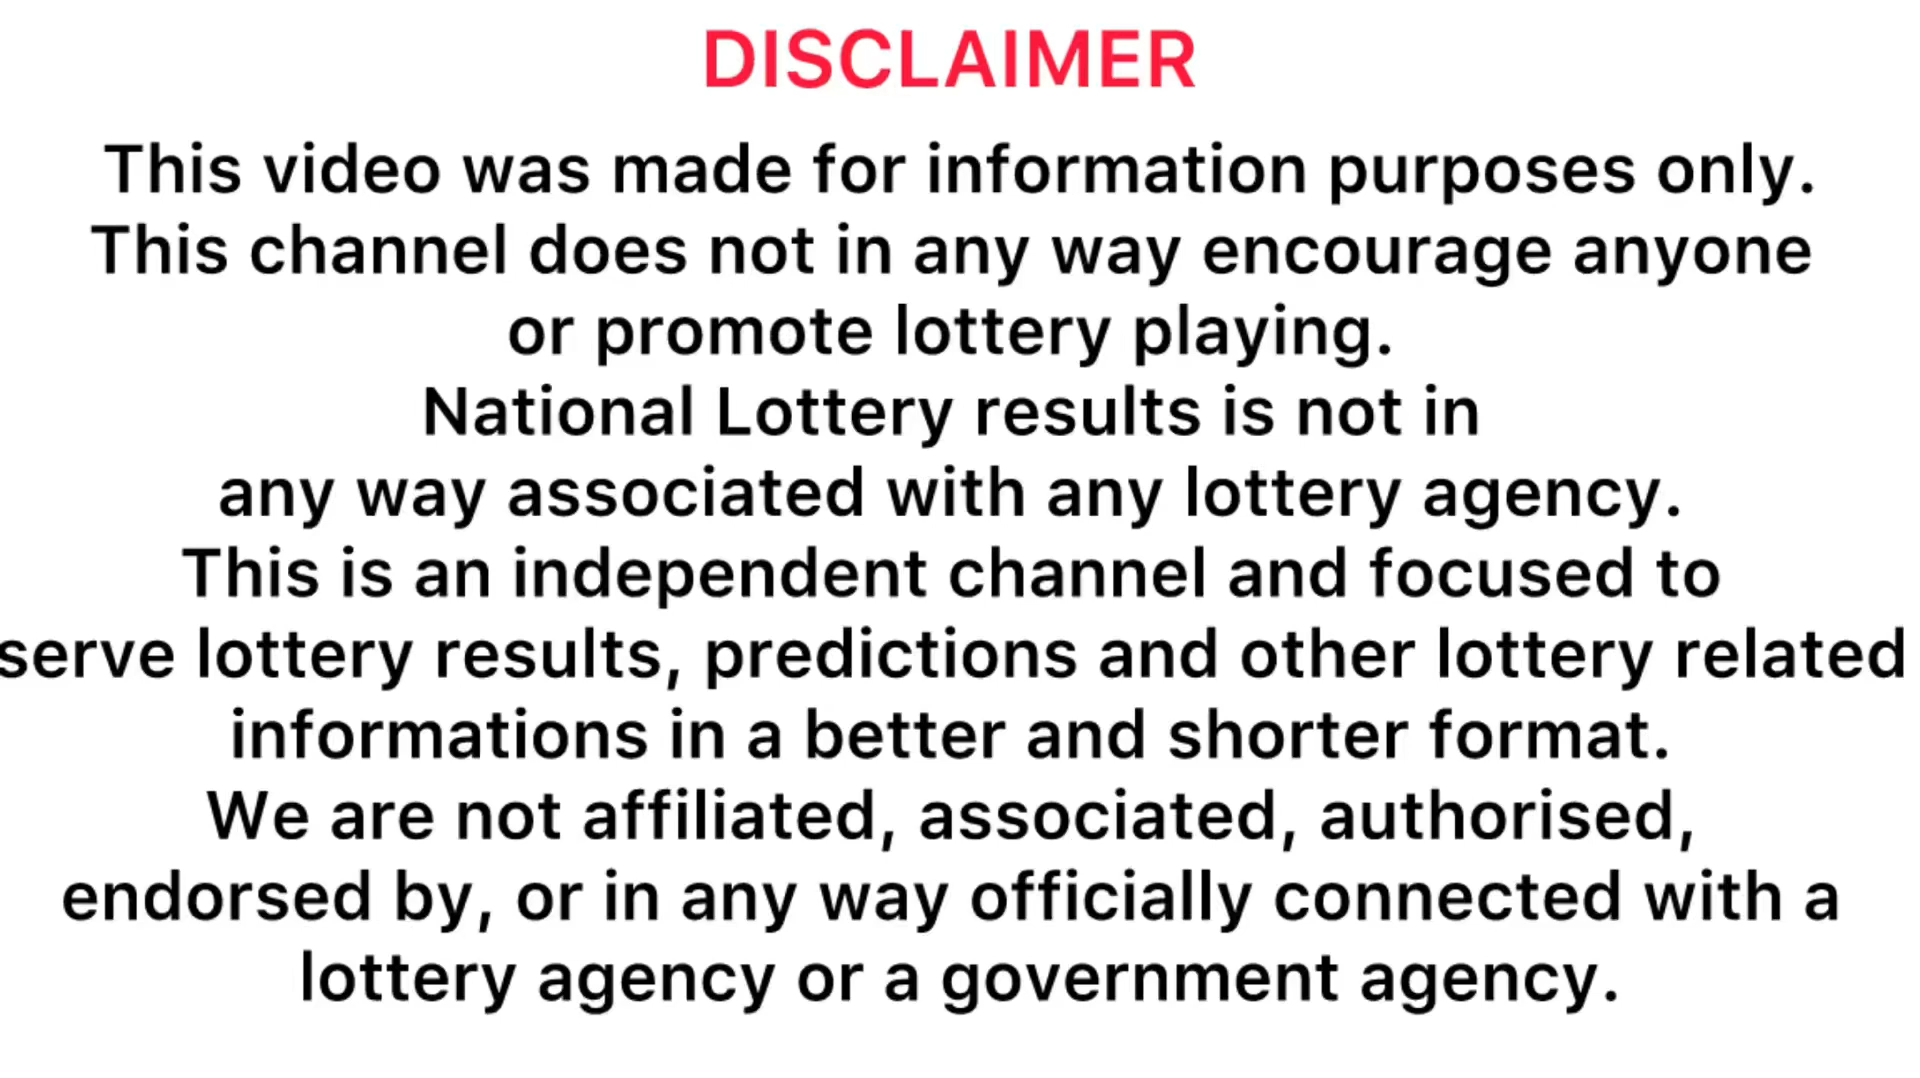 DISCLAIMER
This video was made for information purposes only.
This channel does not in any way encourage anyone
or promote lottery playing.
National Lottery results is not in
any way associated with any lottery agency.
This is an independent channel and focused to
serve lottery results, predictions and other lottery related
informations in a better and shorter format.
We are not affiliated, associated, authorised,
endorsed by, or in any way officially connected with a
lottery agency or a government agency.